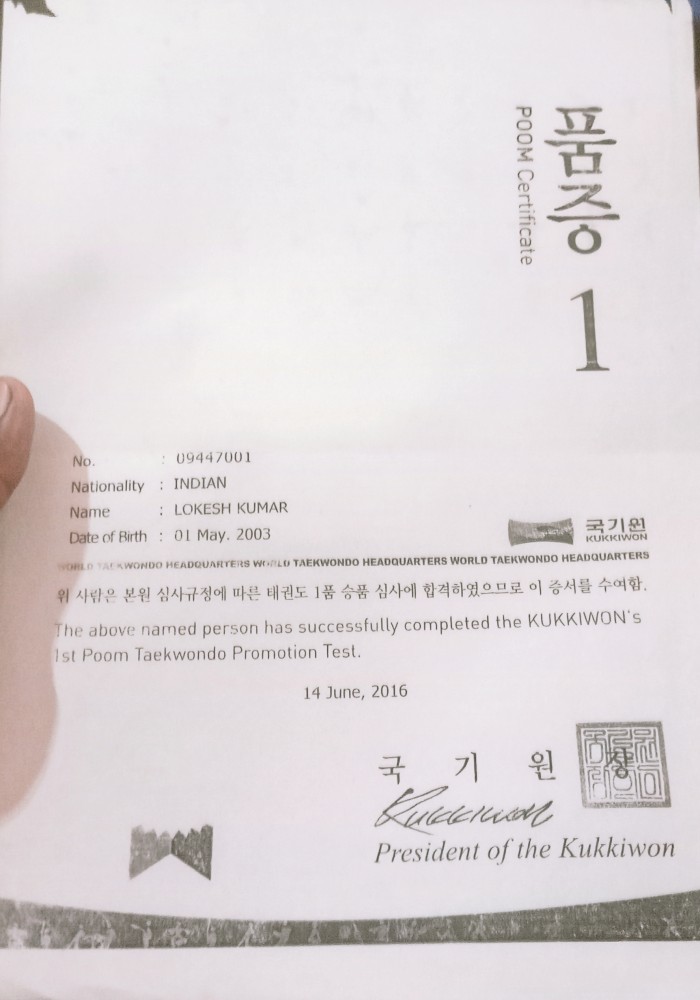 품증
POOM Certificate
1
No. : 09447001
Nationality : INDIAN
Name : LOKESH KUMAR
Date of Birth : 01 May. 2003
국기원
KUKKIWON
WORLD TAEKWONDO HEADQUARTERS WORLD TAEKWONDO HEADQUARTERS WORLD TAEKWONDO HEADQUARTERS
위 사람은 본원 심사규정에 따른 태권도 1품 승품 심사에 합격하였으므로 이 증서를 수여함.
The above named person has successfully completed the KUKKIWON's
1st Poom Taekwondo Promotion Test.
14 June, 2016
국 기 원 장
Kukkiwon
President of the Kukkiwon